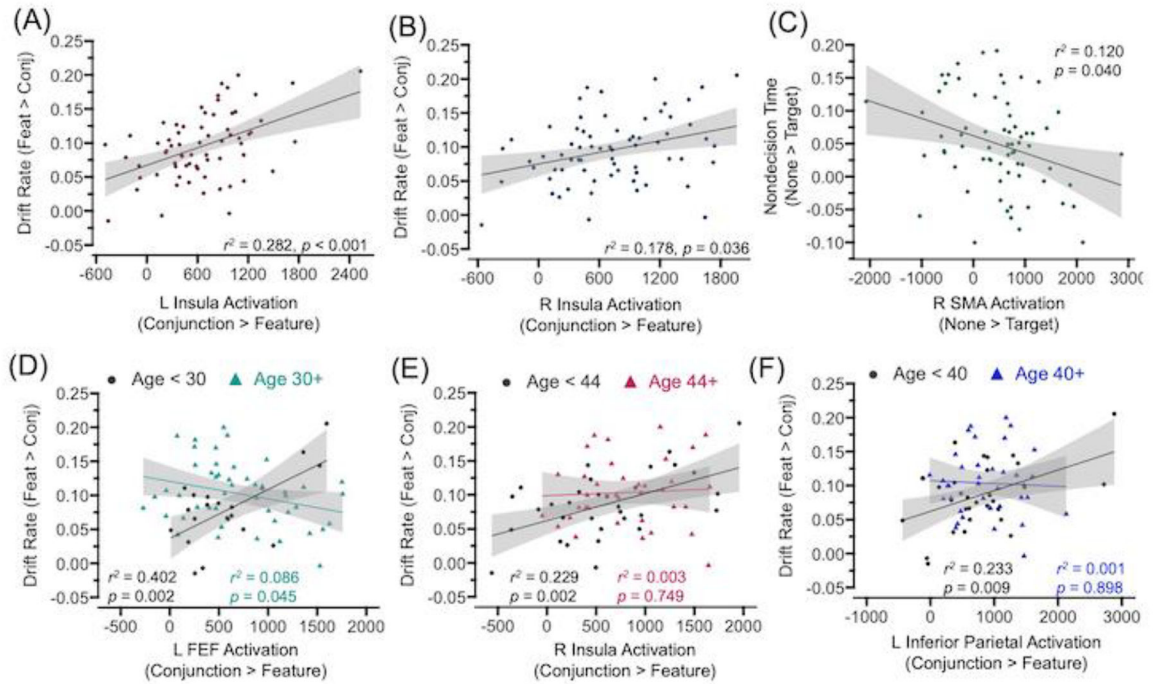 (A)
Drift Rate (Feat > Conj)
0.25
0.20
0.15
0.10
0.05
0.00
-0.05
r² = 0.282, p < 0.001
-600 0 600 1200 1800 2400
L Insula Activation
(Conjunction > Feature)
(B)
Drift Rate (Feat > Conj)
0.25
0.20
0.15
0.10
0.05
0.00
-0.05
r² = 0.178, p = 0.036
-600 0 600 1200 1800
R Insula Activation
(Conjunction > Feature)
(C)
Nondecision Time
(None > Target)
0.20
0.15
0.10
0.05
0.00
-0.05
-0.10
r² = 0.120
p = 0.040
-2000 -1000 0 1000 2000 3000
R SMA Activation
(None > Target)
(D)
Age < 30 Age 30+
Drift Rate (Feat > Conj)
0.25
0.20
0.15
0.10
0.05
0.00
-0.05
r² = 0.402 r² = 0.086
p = 0.002 p = 0.045
-500 0 500 1000 1500 2000
L FEF Activation
(Conjunction > Feature)
(E)
Age < 44 Age 44+
Drift Rate (Feat > Conj)
0.25
0.20
0.15
0.10
0.05
0.00
-0.05
r² = 0.229 r² = 0.003
p = 0.002 p = 0.749
-500 0 500 1000 1500 2000
R Insula Activation
(Conjunction > Feature)
(F)
Age < 40 Age 40+
Drift Rate (Feat > Conj)
0.25
0.20
0.15
0.10
0.05
0.00
-0.05
r² = 0.233 r² = 0.001
p = 0.009 p = 0.898
-1000 0 1000 2000 3000
L Inferior Parietal Activation
(Conjunction > Feature)